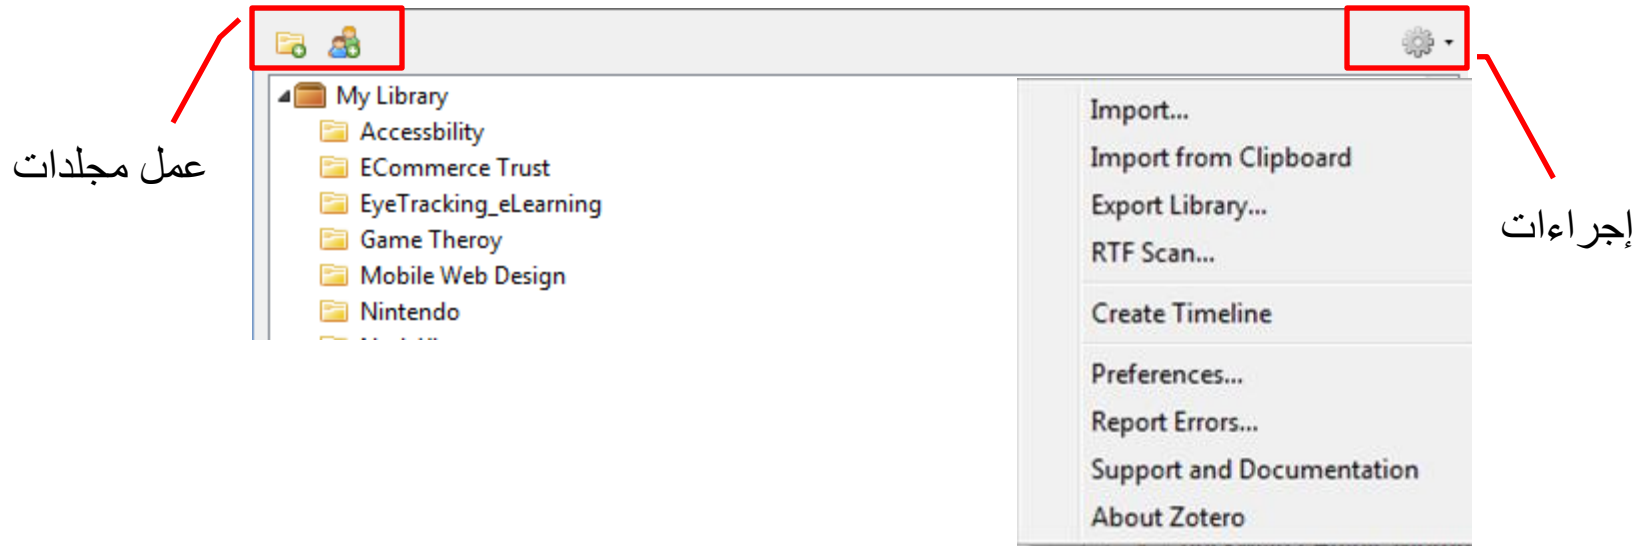 My Library
Accessbility
ECommerce Trust
EyeTracking_eLearning
Game Theroy
Mobile Web Design
Nintendo
عمل مجلدات
Import...
Import from Clipboard
Export Library...
RTF Scan...
Create Timeline
Preferences...
Report Errors...
Support and Documentation
About Zotero
إجراءات